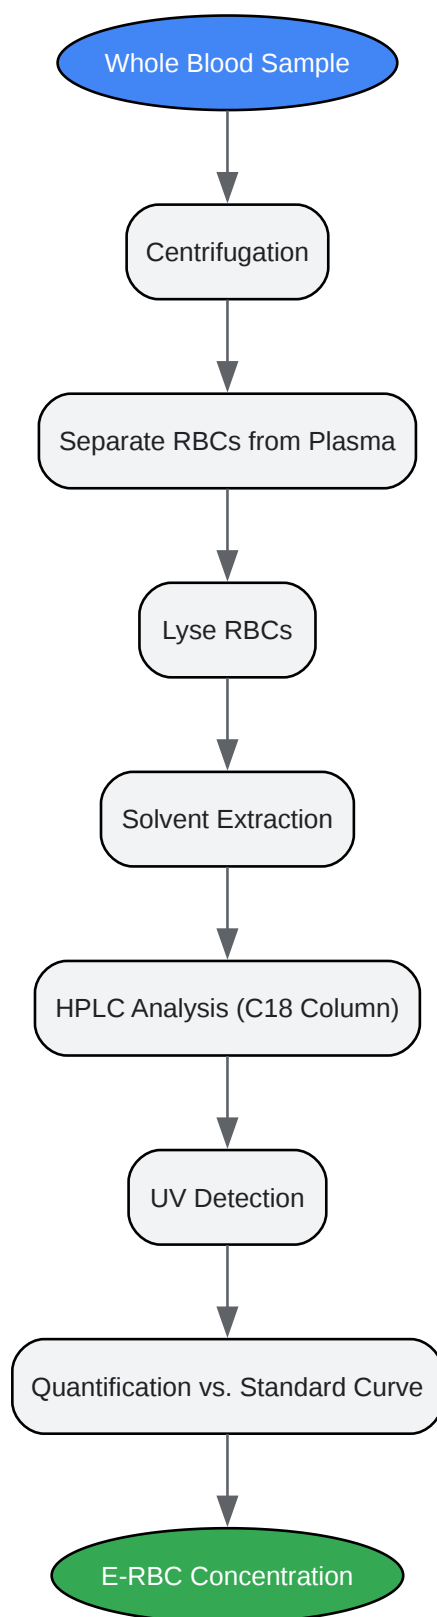 Whole Blood Sample
Centrifugation
Separate RBCs from Plasma
Lyse RBCs
Solvent Extraction
HPLC Analysis (C18 Column)
UV Detection
Quantification vs. Standard Curve
E-RBC Concentration